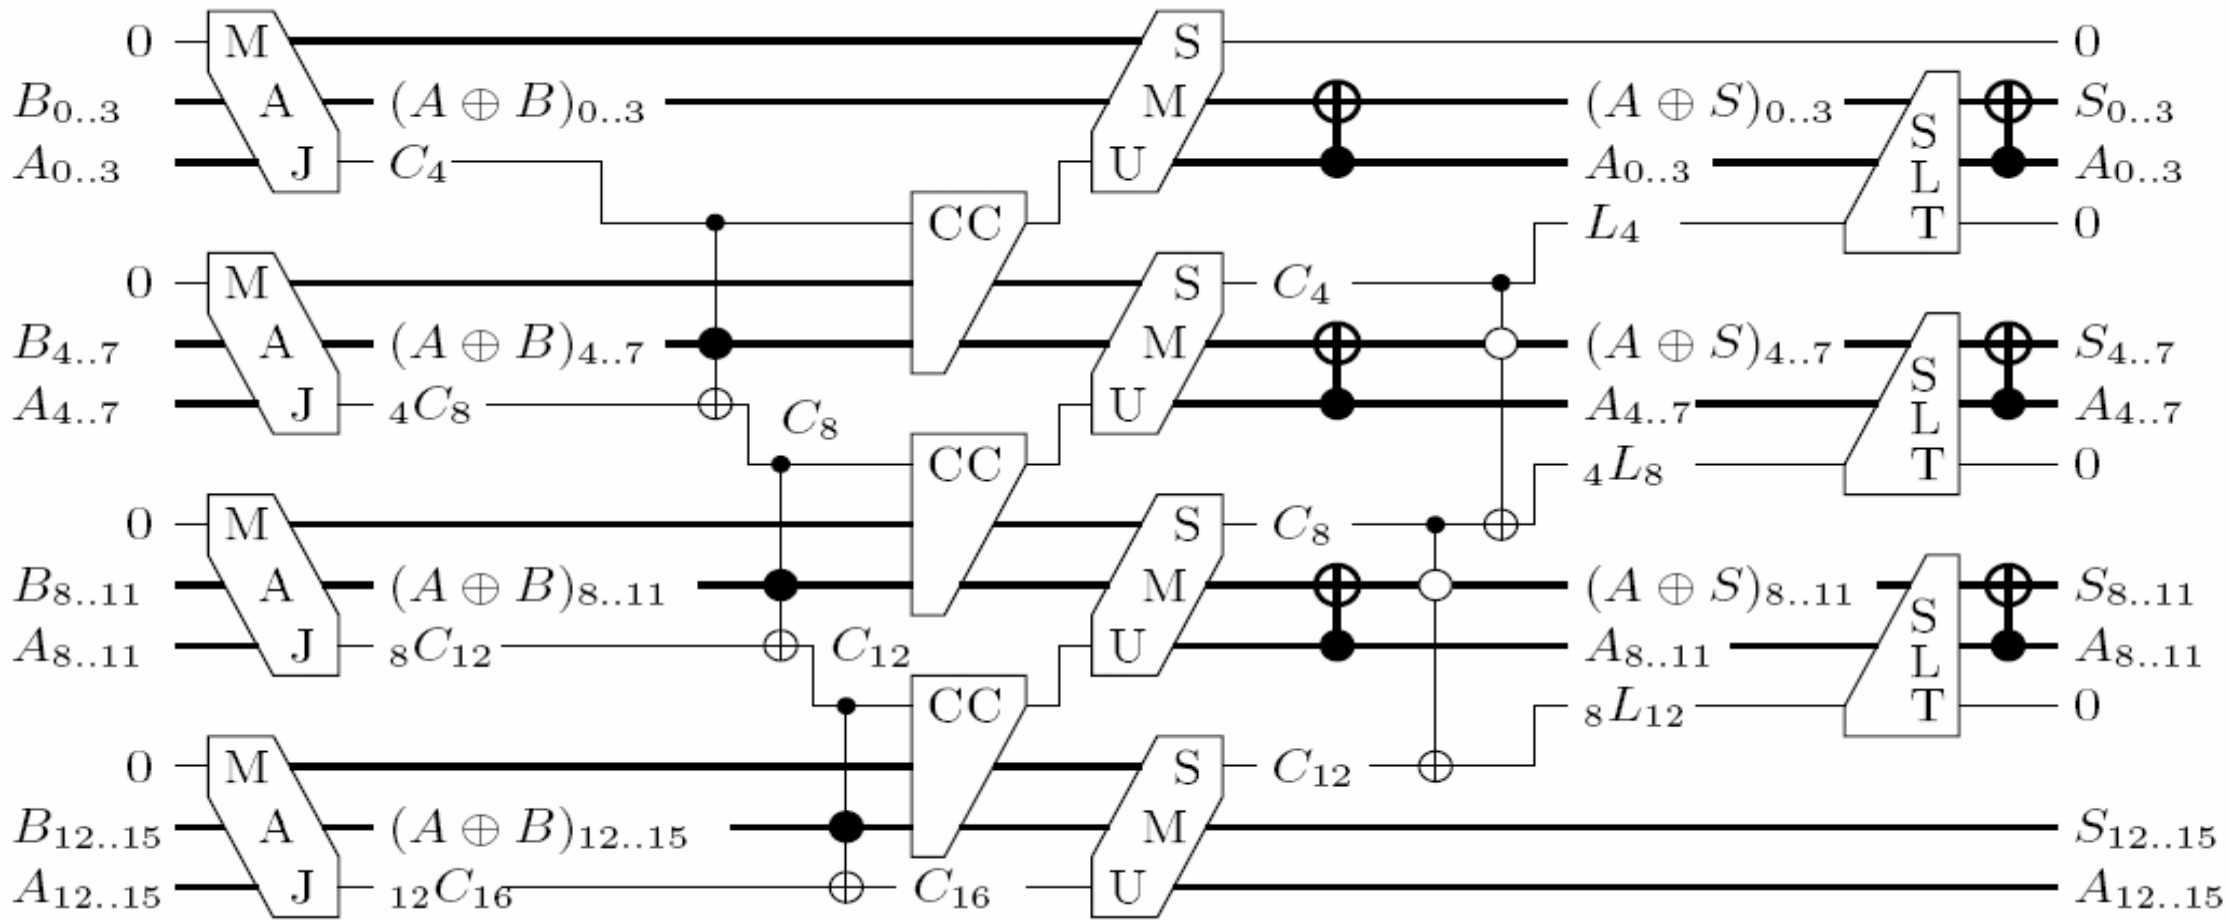 0 M S 0
B₀..₃ A (A ⊕ B)₀..₃ M (A ⊕ S)₀..₃ S S₀..₃
A₀..₃ J C₄ U A₀..₃ L A₀..₃
CC L₄ T 0
0 M S C₄
B₄..₇ A (A ⊕ B)₄..₇ M (A ⊕ S)₄..₇ S S₄..₇
A₄..₇ J ₄C₈ C₈ U A₄..₇ L A₄..₇
CC ₄L₈ T 0
0 M S C₈
B₈..₁₁ A (A ⊕ B)₈..₁₁ M (A ⊕ S)₈..₁₁ S S₈..₁₁
A₈..₁₁ J ₈C₁₂ C₁₂ U A₈..₁₁ L A₈..₁₁
CC ₈L₁₂ T 0
0 M S C₁₂
B₁₂..₁₅ A (A ⊕ B)₁₂..₁₅ M S₁₂..₁₅
A₁₂..₁₅ J ₁₂C₁₆ C₁₆ U A₁₂..₁₅